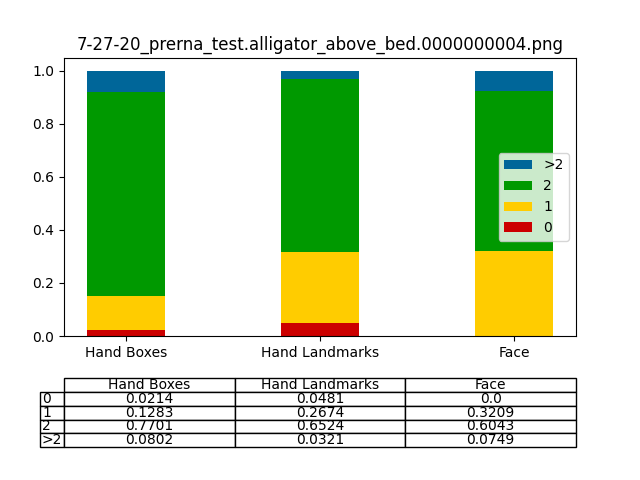 7-27-20_prerna_test.alligator_above_bed.0000000004.png
1.0
0.8
0.6
0.4
0.2
0.0
>2
2
1
0
Hand Boxes Hand Landmarks Face
Hand Boxes Hand Landmarks Face
0 0.0214 0.0481 0.0
1 0.1283 0.2674 0.3209
2 0.7701 0.6524 0.6043
>2 0.0802 0.0321 0.0749